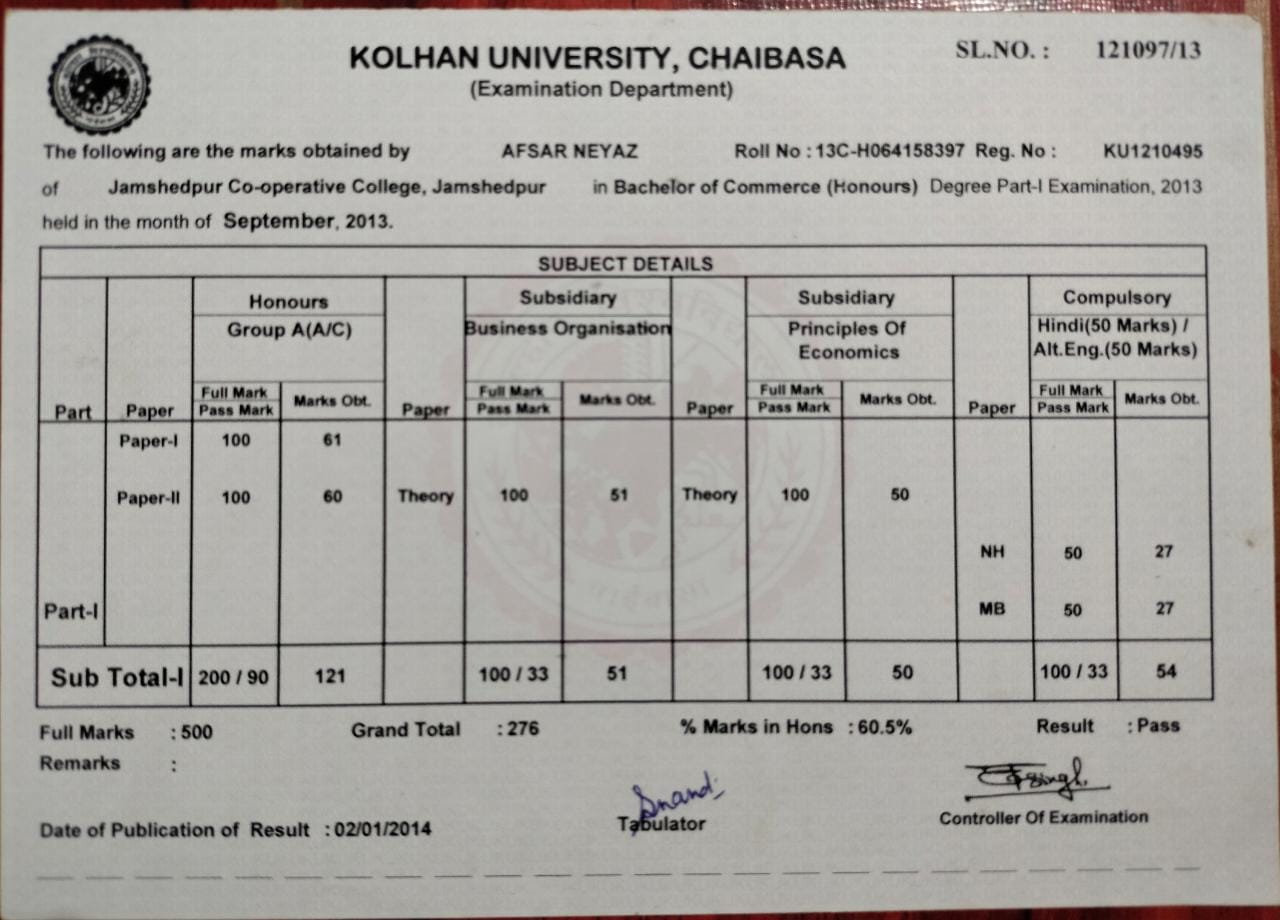 KOLHAN UNIVERSITY, CHAIBASA
SL.NO. : 121097/13
(Examination Department)
The following are the marks obtained by AFSAR NEYAZ Roll No : 13C-H064158397 Reg. No : KU1210495
of Jamshedpur Co-operative College, Jamshedpur in Bachelor of Commerce (Honours) Degree Part-I Examination, 2013
held in the month of September, 2013.
SUBJECT DETAILS
Honours Subsidiary Subsidiary Compulsory
Group A(A/C) Business Organisation Principles Of Economics Hindi(50 Marks) / Alt.Eng.(50 Marks)
Part Paper Full Mark Pass Mark Marks Obt. Paper Full Mark Pass Mark Marks Obt. Paper Full Mark Pass Mark Marks Obt. Paper Full Mark Pass Mark Marks Obt.
Paper-I 100 61
Paper-II 100 60 Theory 100 51 Theory 100 50
NH 50 27
Part-I MB 50 27
Sub Total-I 200 / 90 121 100 / 33 51 100 / 33 50 100 / 33 54
Full Marks : 500 Grand Total : 276 % Marks in Hons : 60.5% Result : Pass
Remarks :
Date of Publication of Result : 02/01/2014 Tabulator Controller Of Examination